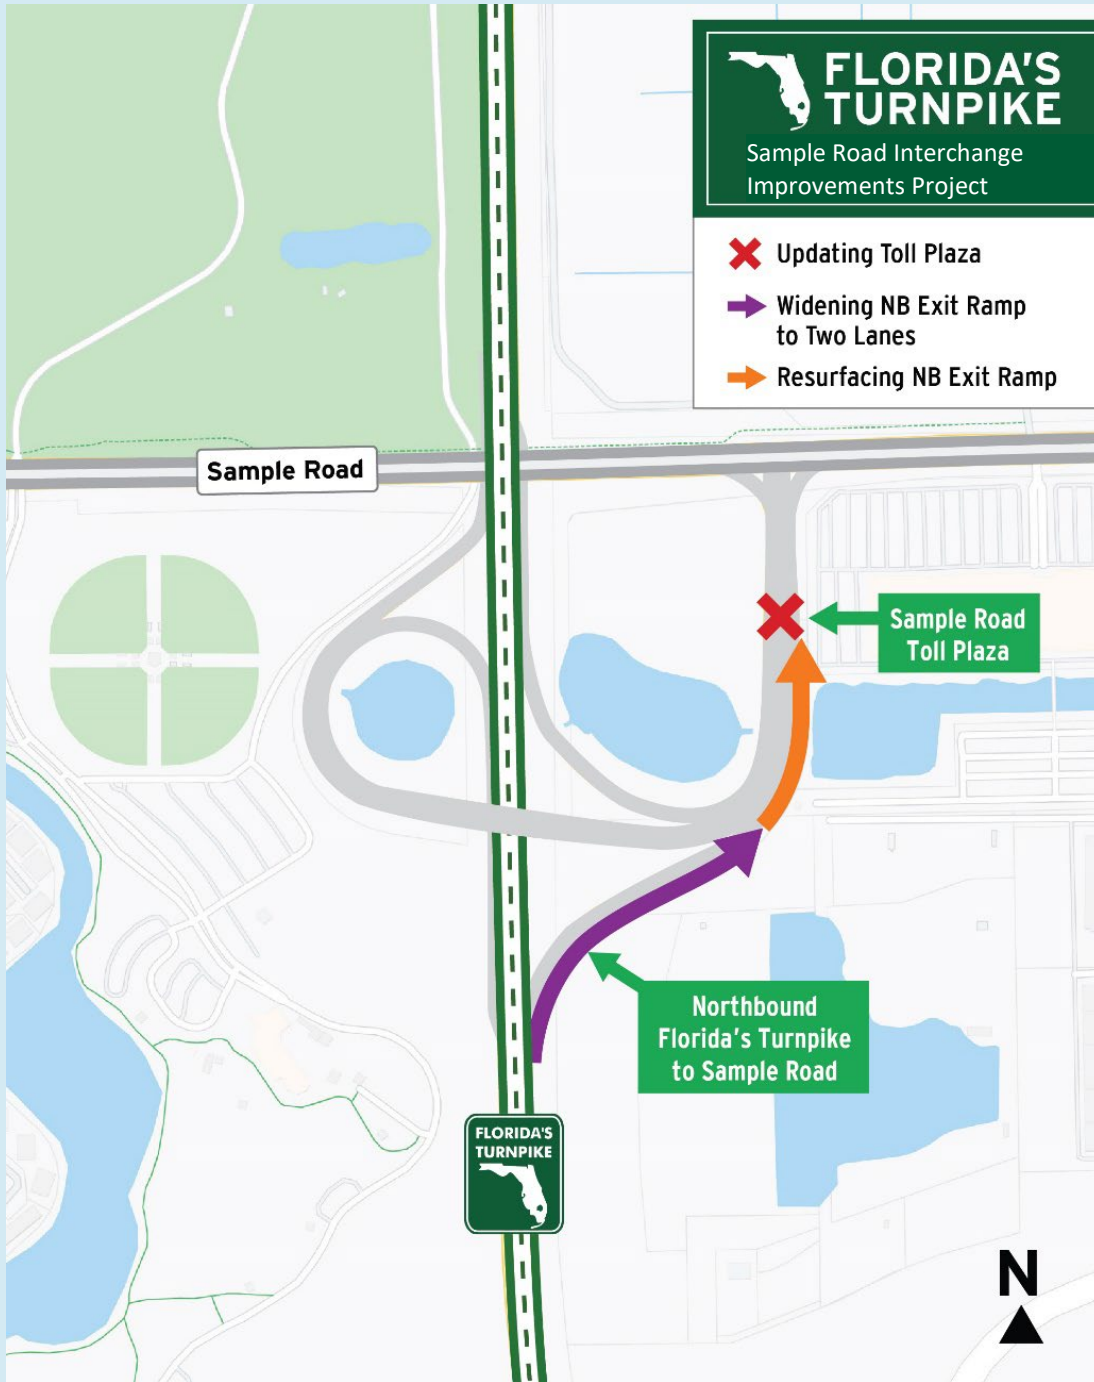 FLORIDA'S
TURNPIKE
Sample Road Interchange
Improvements Project
Updating Toll Plaza
Widening NB Exit Ramp
to Two Lanes
Resurfacing NB Exit Ramp
Sample Road
Sample Road
Toll Plaza
Northbound
Florida's Turnpike
to Sample Road
FLORIDA'S
TURNPIKE
N